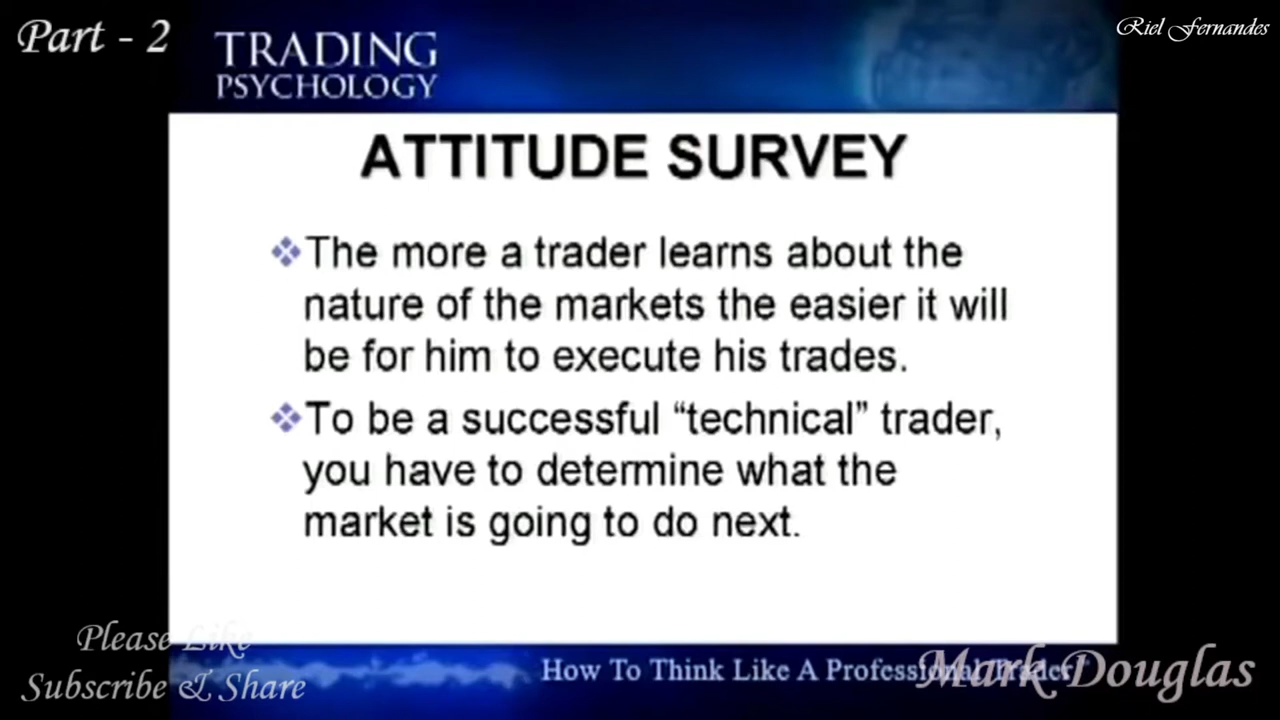 Part - 2
Riel Fernandes
TRADING
PSYCHOLOGY
ATTITUDE SURVEY
The more a trader learns about the
nature of the markets the easier it will
be for him to execute his trades.
To be a successful “technical” trader,
you have to determine what the
market is going to do next.
Please Like
Subscribe & Share
How To Think Like A Professional Trader
Mark Douglas